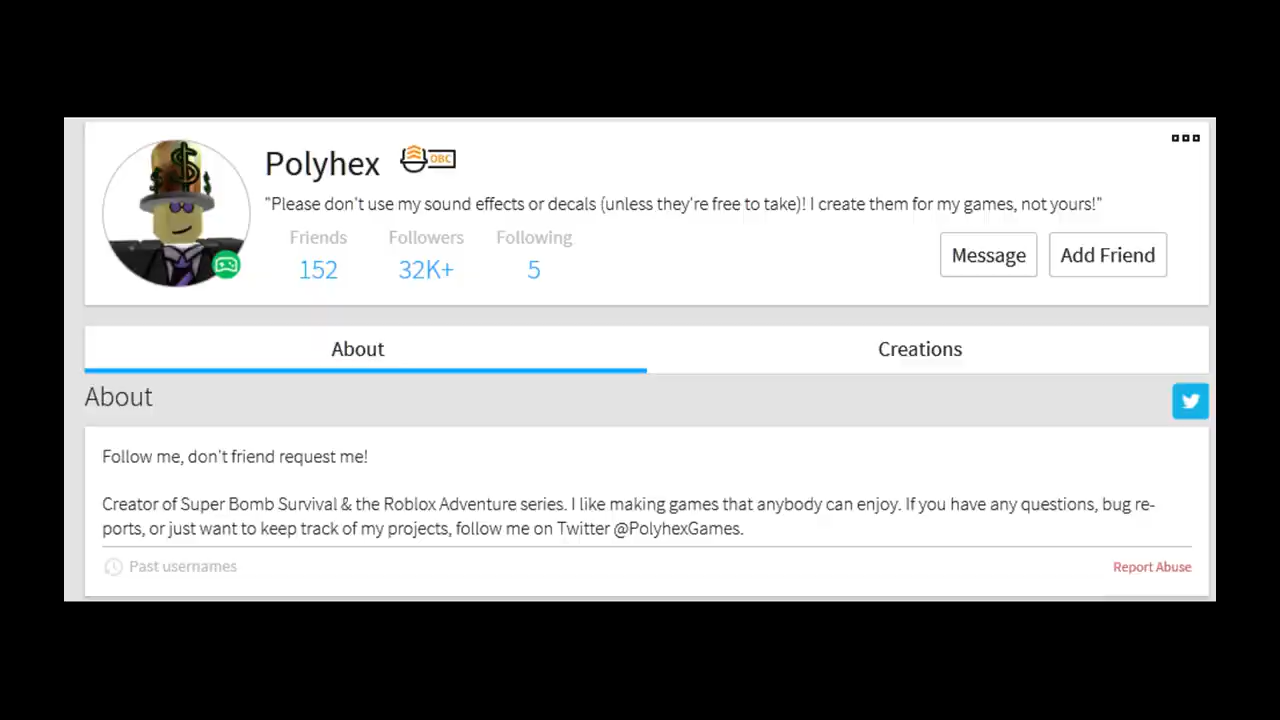 Polyhex OBC
"Please don't use my sound effects or decals (unless they're free to take)! I create them for my games, not yours!"
Friends Followers Following
152 32K+ 5
Message Add Friend
About Creations
About
Follow me, don't friend request me!
Creator of Super Bomb Survival & the Roblox Adventure series. I like making games that anybody can enjoy. If you have any questions, bug re-
ports, or just want to keep track of my projects, follow me on Twitter @PolyhexGames.
Past usernames Report Abuse